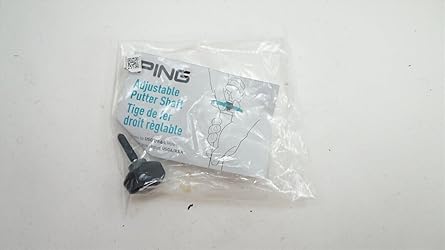 PING
Adjustable
Putter Shaft
Tige de fer
droit réglable